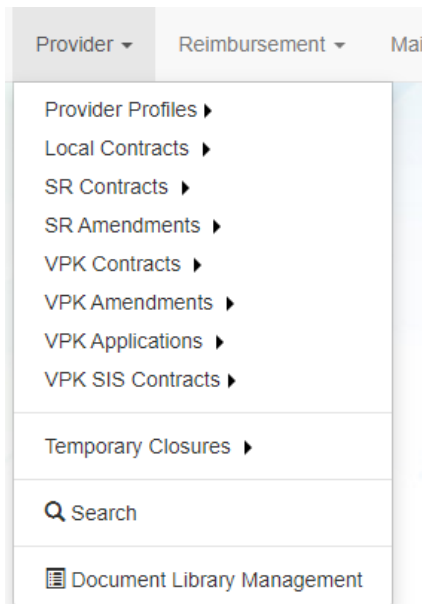 Provider Reimbursement Mai
Provider Profiles
Local Contracts
SR Contracts
SR Amendments
VPK Contracts
VPK Amendments
VPK Applications
VPK SIS Contracts
Temporary Closures
Search
Document Library Management